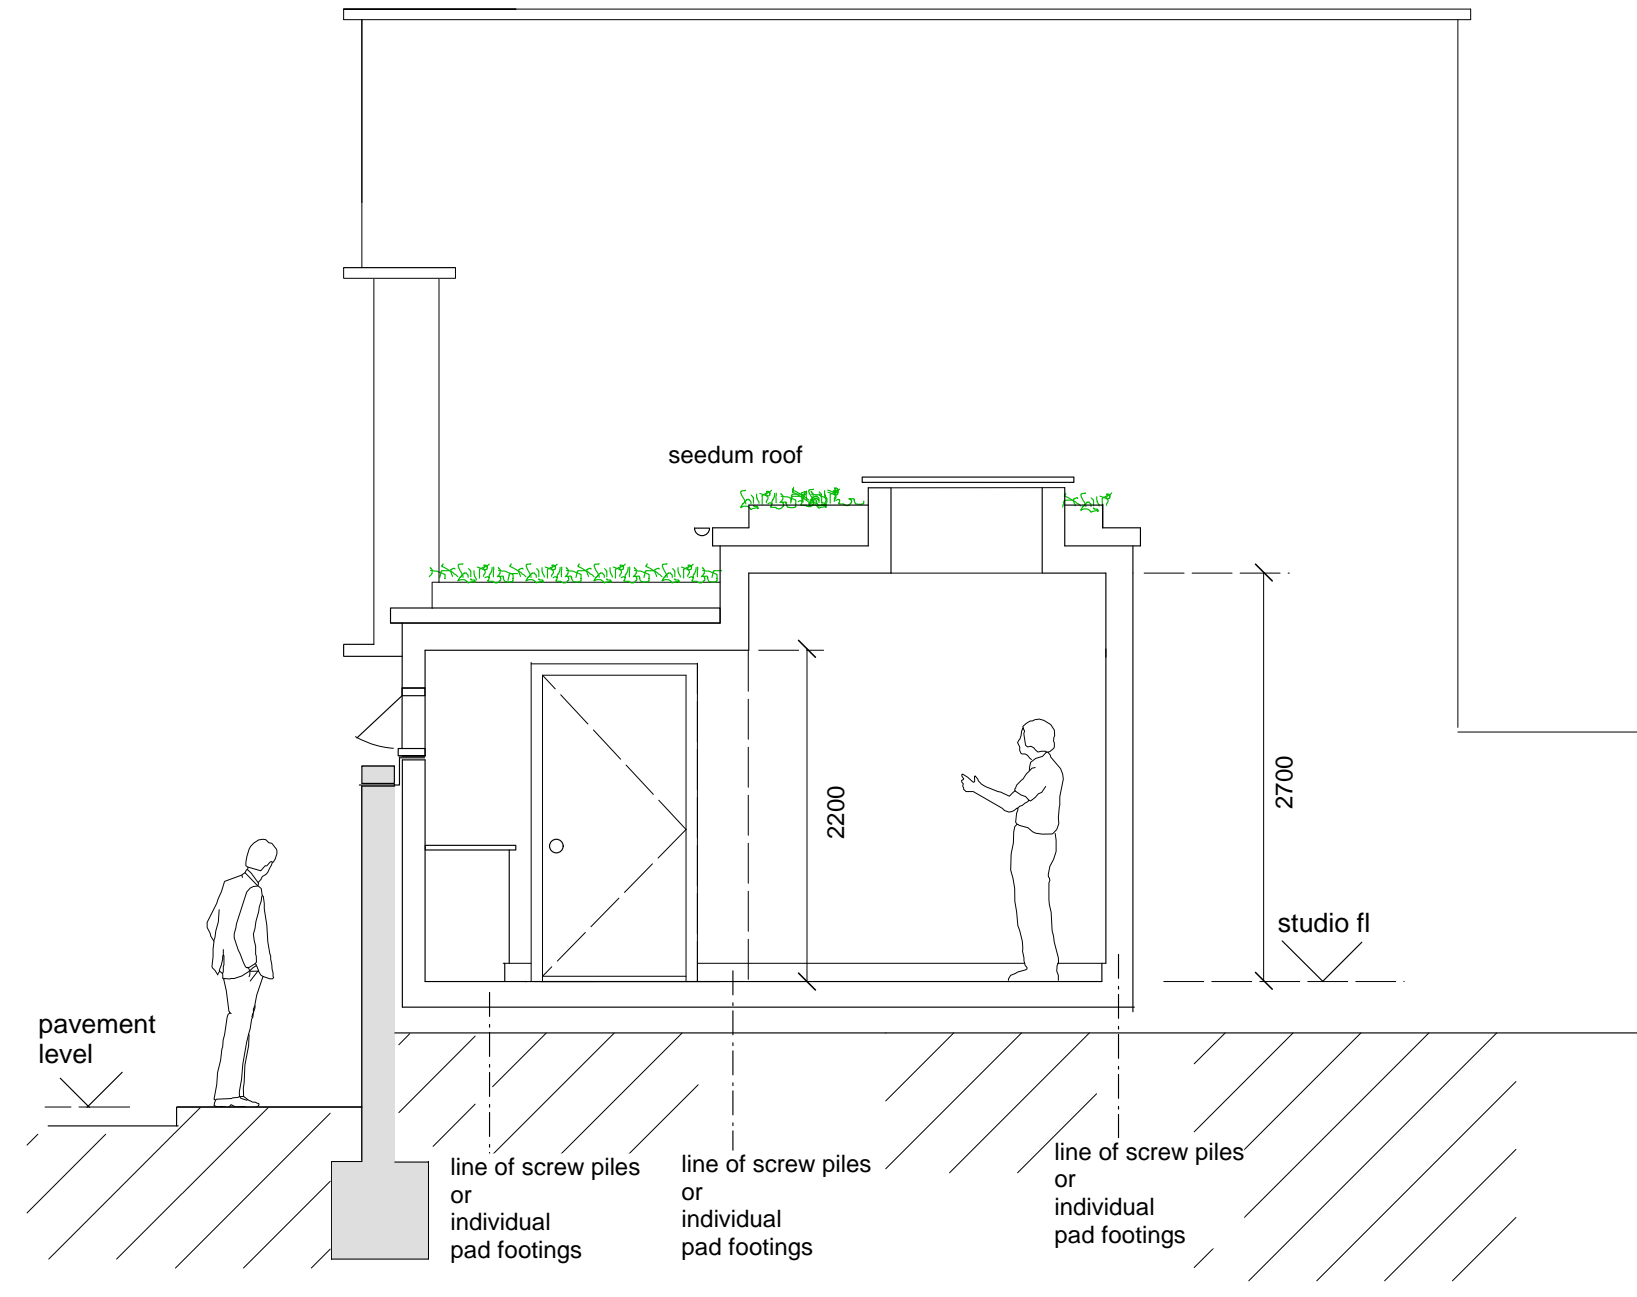 seedum roof
2200
2700
studio fl
pavement
level
line of screw piles
or
individual
pad footings
line of screw piles
or
individual
pad footings
line of screw piles
or
individual
pad footings